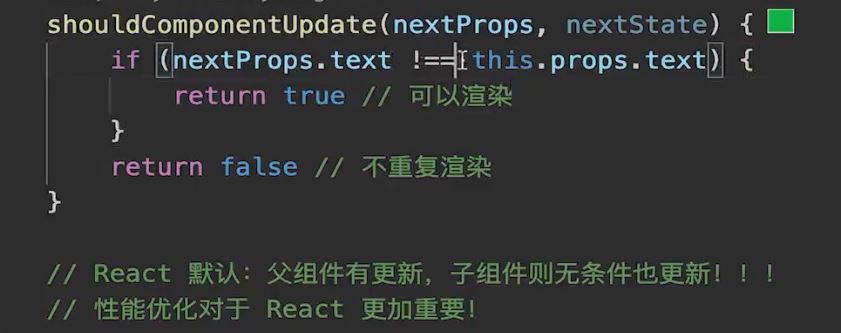 shouldComponentUpdate(nextProps, nextState) {
if (nextProps.text !== this.props.text) {
return true // 可以渲染
}
return false // 不重复渲染
}
// React 默认：父组件有更新，子组件则无条件也更新！！！
// 性能优化对于 React 更加重要！